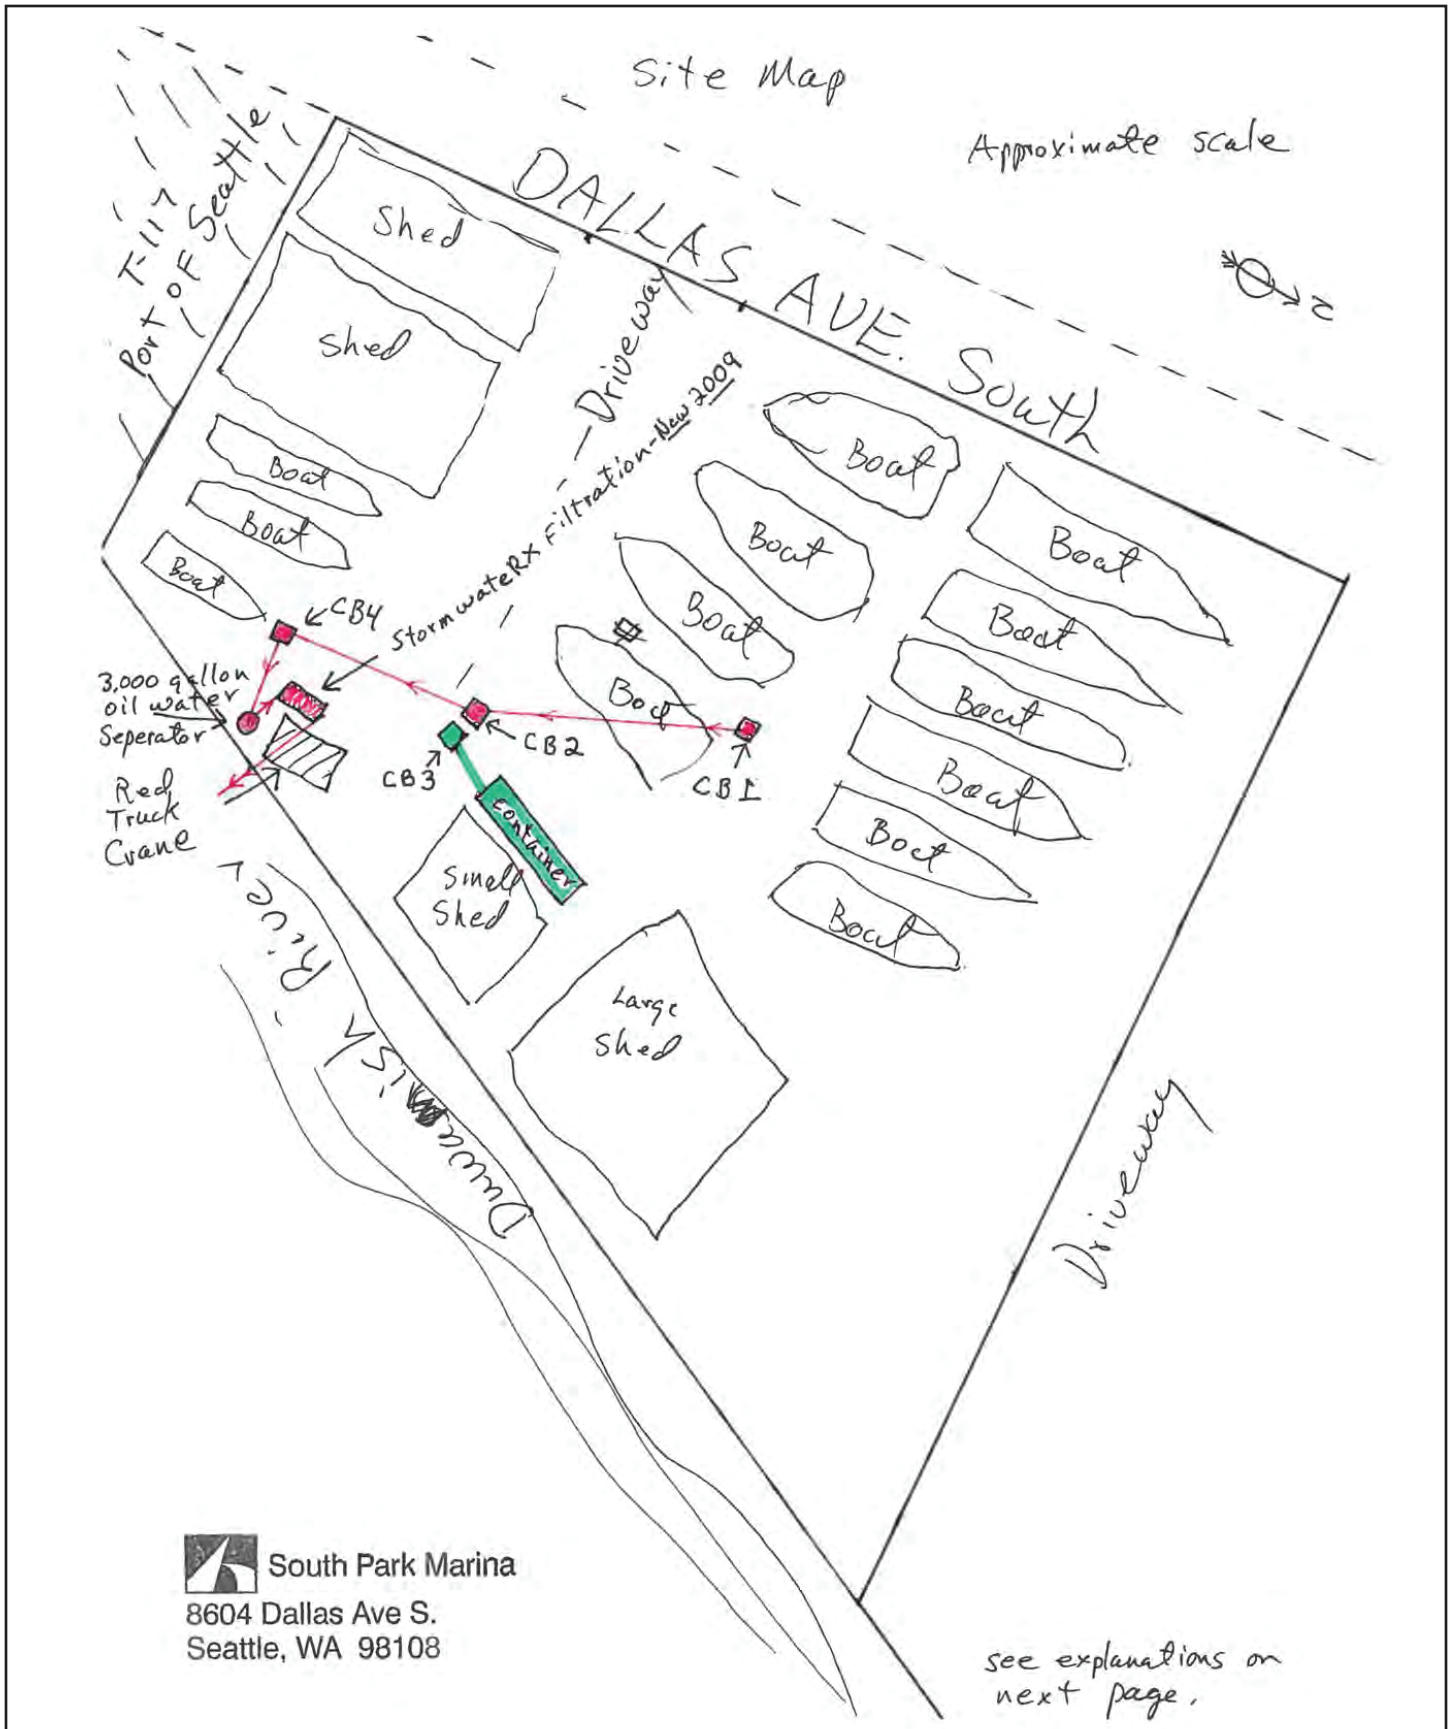 Site Map
Approximate scale
DALLAS AVE. South
T-117
Port of Seattle
Shed
Shed
Driveway
StormwateRX Filtration-New 2009
N
Boat
Boat
Boat
Boat
Boat
Boat
Boat
Boat
Boat
Boat
Boat
Boat
Boat
CB4
3,000 gallon
oil water
Seperator
CB2
CB3
CB1
Red
Truck
Crane
container
Small
Shed
Large
Shed
Duwamish River
Driveway
South Park Marina
8604 Dallas Ave S.
Seattle, WA 98108
see explanations on
next page.